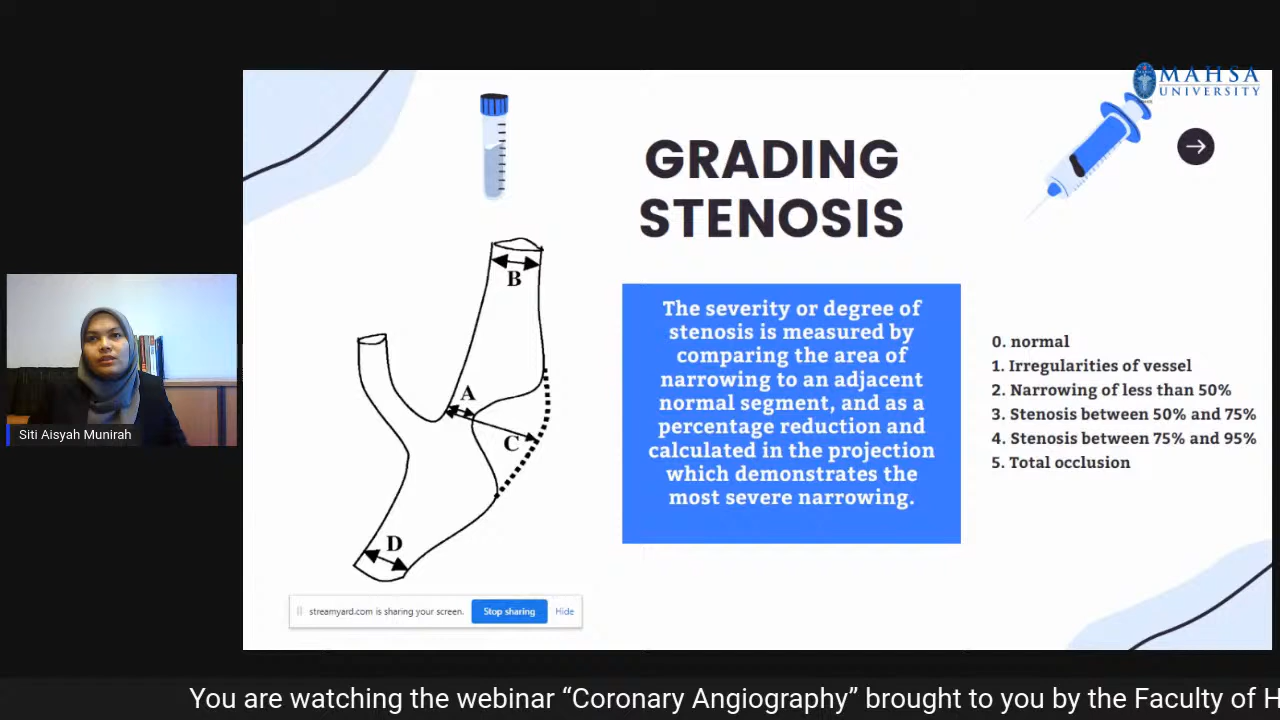 MAHSA
UNIVERSITY
GRADING
STENOSIS
B
A
C
D
The severity or degree of
stenosis is measured by
comparing the area of
narrowing to an adjacent
normal segment, and as a
percentage reduction and
calculated in the projection
which demonstrates the
most severe narrowing.
0. normal
1. Irregularities of vessel
2. Narrowing of less than 50%
3. Stenosis between 50% and 75%
4. Stenosis between 75% and 95%
5. Total occlusion
Siti Aisyah Munirah
streamyard.com is sharing your screen.
Stop sharing
Hide
You are watching the webinar “Coronary Angiography” brought to you by the Faculty of H